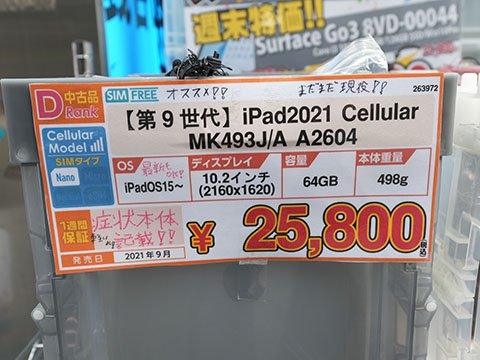 週末特価!!
Surface Go3 8VD-00044
D 中古品
Rank
SIM FREE
オススメ!!
まだまだ現役!!
263972
【第9世代】iPad2021 Cellular
MK493J/A A2604
Cellular
Model
SIMタイプ
Nano
OS
最新も
iPadOS15~
ディスプレイ
10.2インチ
(2160x1620)
容量
64GB
本体重量
498g
1週間
保証
症状本体
記載!!
¥25,800
税込
発売日
2021年9月